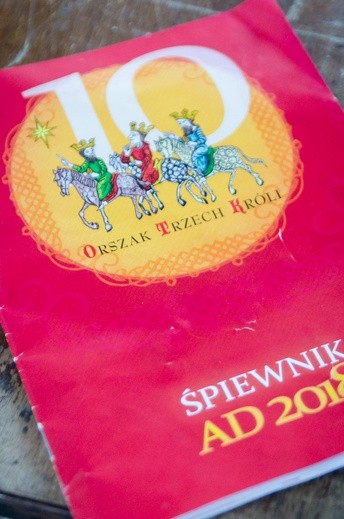 10
ORSZAK TRZECH KRÓLI
ŚPIEWNIK
AD 2018